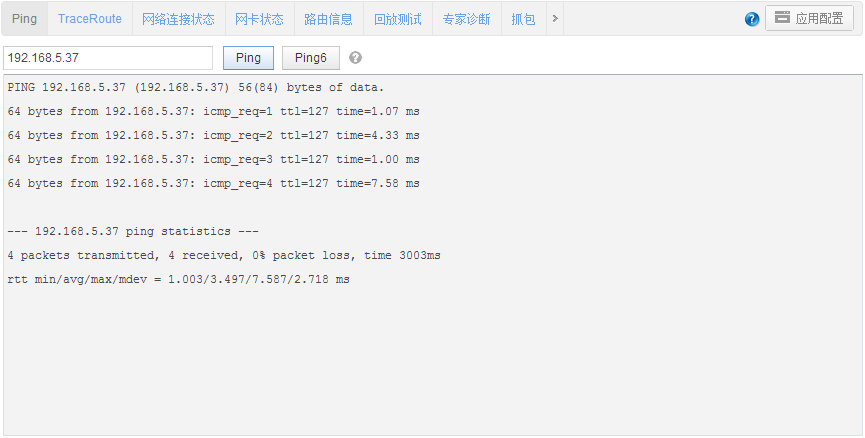 Ping TraceRoute 网络连接状态 网卡状态 路由信息 回放测试 专家诊断 抓包 > ? 应用配置
192.168.5.37 Ping Ping6 ?
PING 192.168.5.37 (192.168.5.37) 56(84) bytes of data.
64 bytes from 192.168.5.37: icmp_req=1 ttl=127 time=1.07 ms
64 bytes from 192.168.5.37: icmp_req=2 ttl=127 time=4.33 ms
64 bytes from 192.168.5.37: icmp_req=3 ttl=127 time=1.00 ms
64 bytes from 192.168.5.37: icmp_req=4 ttl=127 time=7.58 ms
--- 192.168.5.37 ping statistics ---
4 packets transmitted, 4 received, 0% packet loss, time 3003ms
rtt min/avg/max/mdev = 1.003/3.497/7.587/2.718 ms